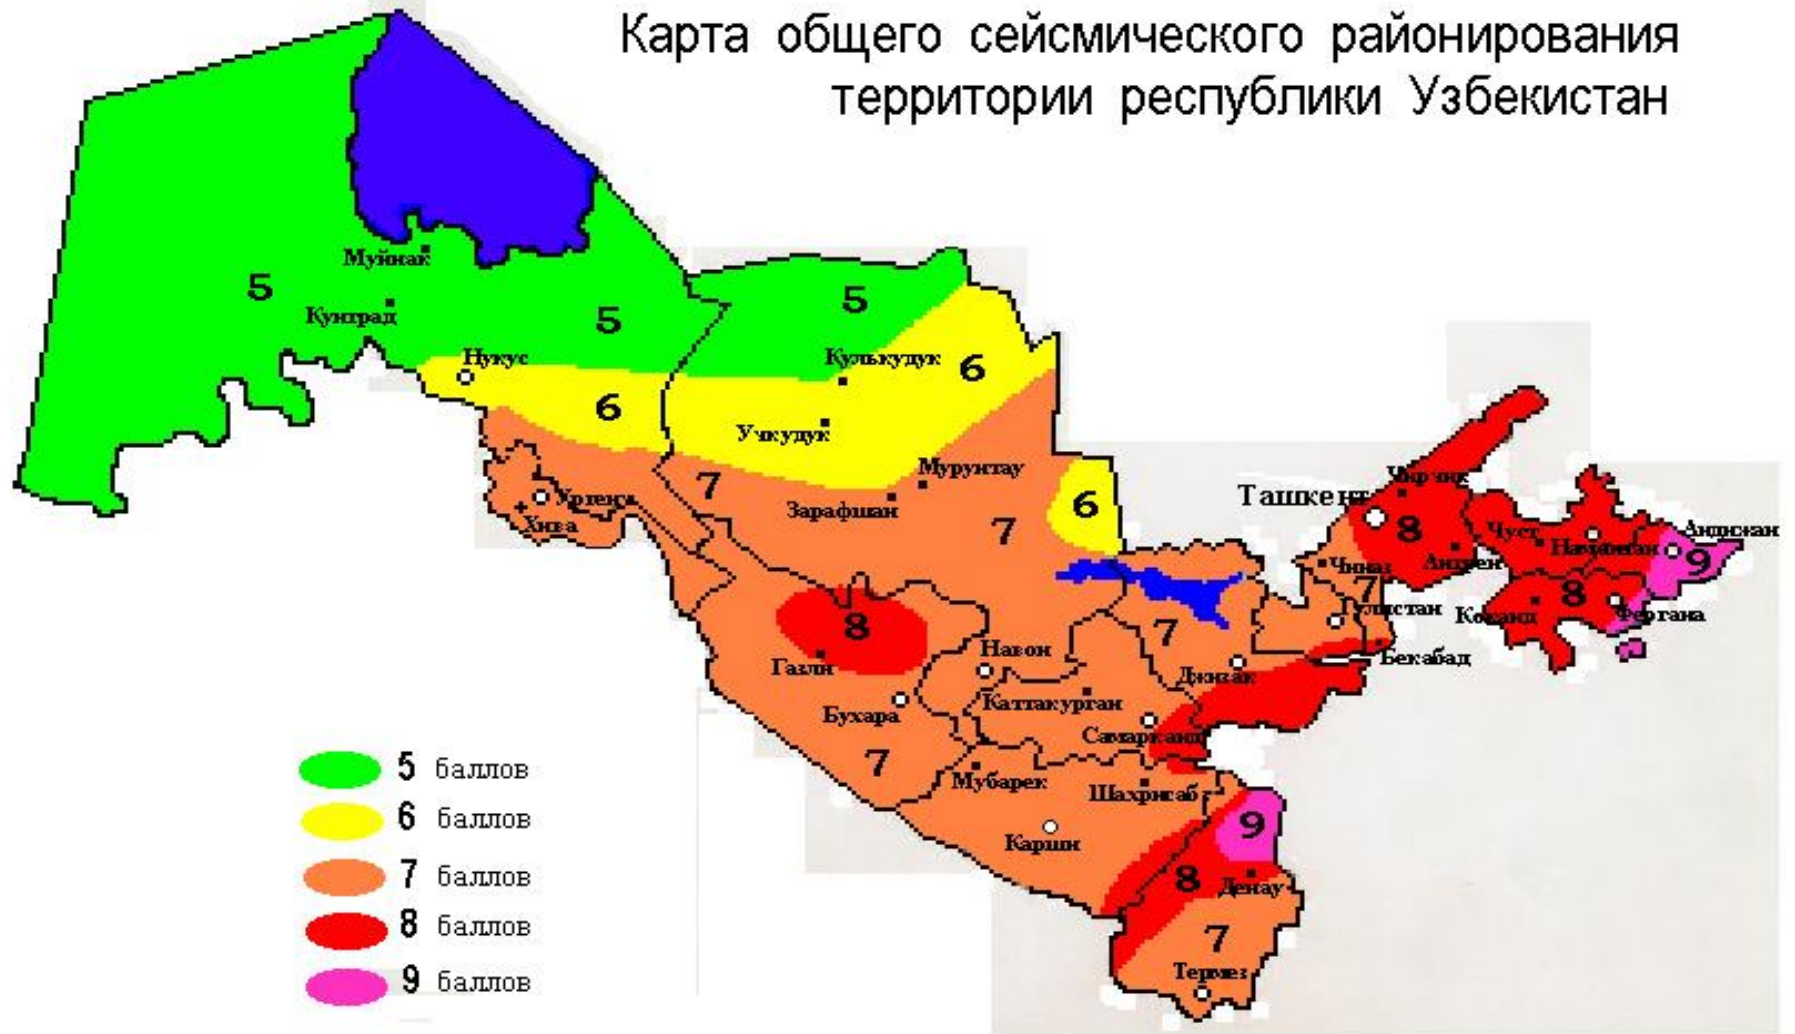 Карта общего сейсмического районирования
территории республики Узбекистан
Муйнак
5
5
5
Кунград
Нукус
Кулькудук
6
6
Учкудук
Мурунтау
7
Зарафшан
7
6
Ургенч
Хива
Ташкент
Чирчик
8
Ангрен
Чуст
Наманган
Андижан
9
Чиназ
7
8
Гулистан
Коканд
Фергана
8
7
Газли
Навои
Джизак
Бекабад
Бухара
Каттакурган
Самарканд
7
Мубарек
Шахрисабз
Карши
9
8
Денау
7
Термез
5 баллов
6 баллов
7 баллов
8 баллов
9 баллов